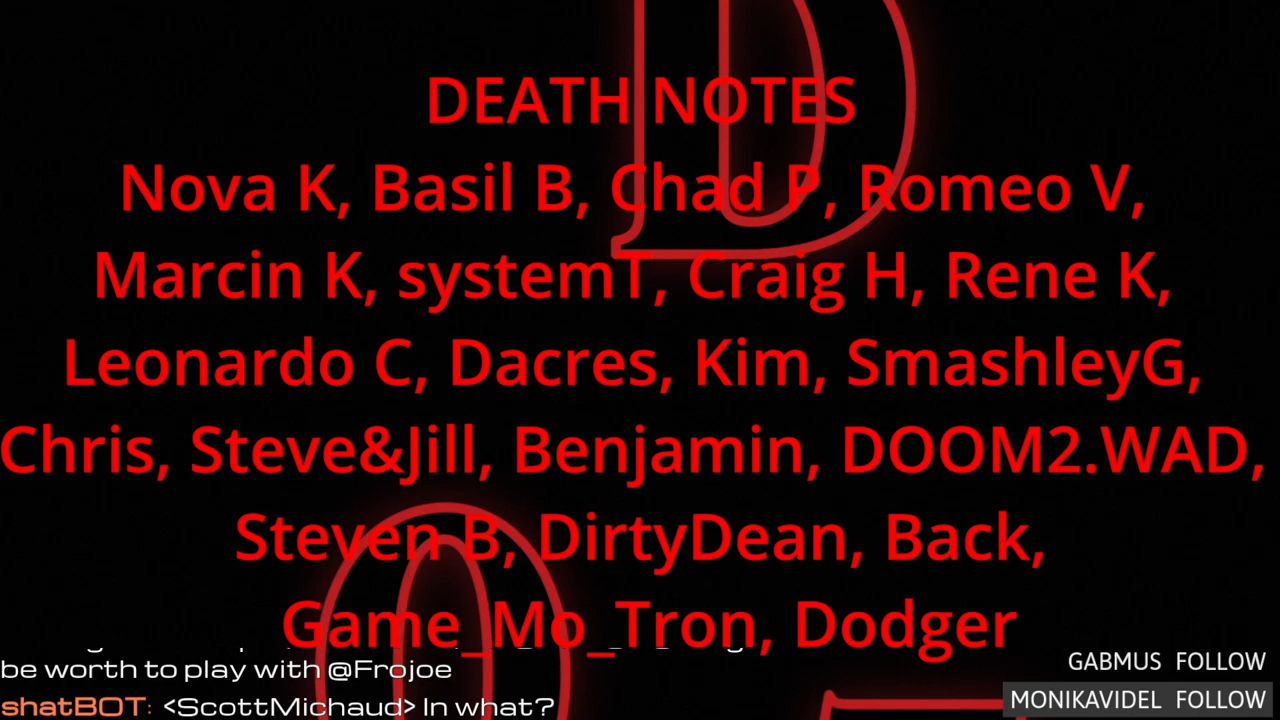 DEATH NOTES
Nova K, Basil B, Chad P, Romeo V,
Marcin K, systemT, Craig H, Rene K,
Leonardo C, Dacres, Kim, SmashleyG,
Chris, Steve&Jill, Benjamin, DOOM2.WAD,
Steven B, DirtyDean, Back,
Game_Mo_Tron, Dodger
be worth to play with @Frojoe
shatBOT: <ScottMichaud> In what?
GABMUS FOLLOW
MONIKAVIDEL FOLLOW